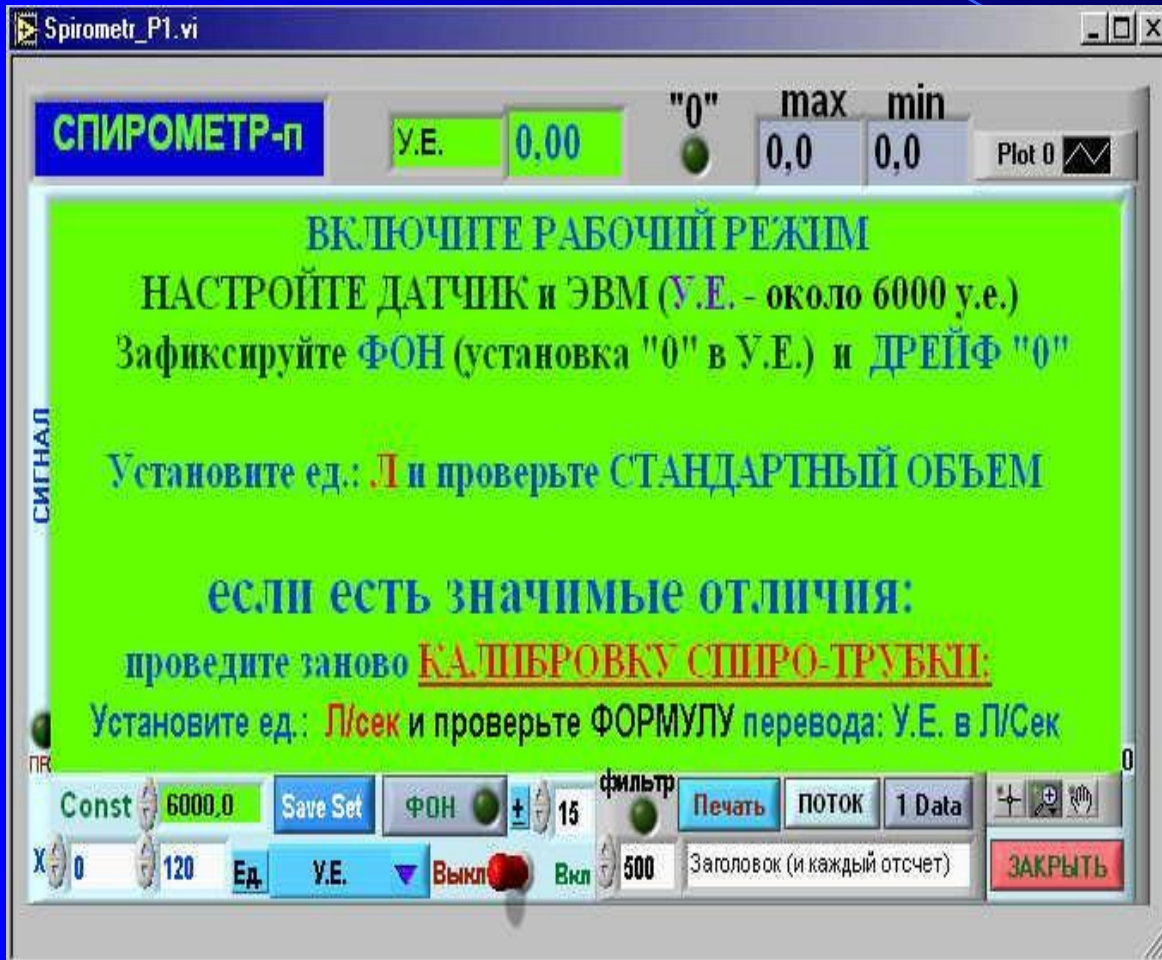 Spirometr_P1.vi
СПИРОМЕТР-п У.Е. 0,00 "0" max 0,0 min 0,0 Plot 0
ВКЛЮЧИТЕ РАБОЧИЙ РЕЖИМ
НАСТРОЙТЕ ДАТЧИК и ЭВМ (У.Е. - около 6000 у.е.)
Зафиксируйте ФОН (установка "0" в У.Е.) и ДРЕЙФ "0"
СИГНАЛ
Установите ед.: Л и проверьте СТАНДАРТНЫЙ ОБЪЕМ
если есть значимые отличия:
проведите заново КАЛИБРОВКУ СПИРО-ТРУБКИ:
Установите ед.: Л/сек и проверьте ФОРМУЛУ перевода: У.Е. в Л/Сек
0
Const 6000,0 Save Set ФОН ± 15 фильтр Печать ПОТОК 1 Data
X 0 120 Ед. У.Е. Выкл Вкл 500 Заголовок (и каждый отсчет) ЗАКРЫТЬ